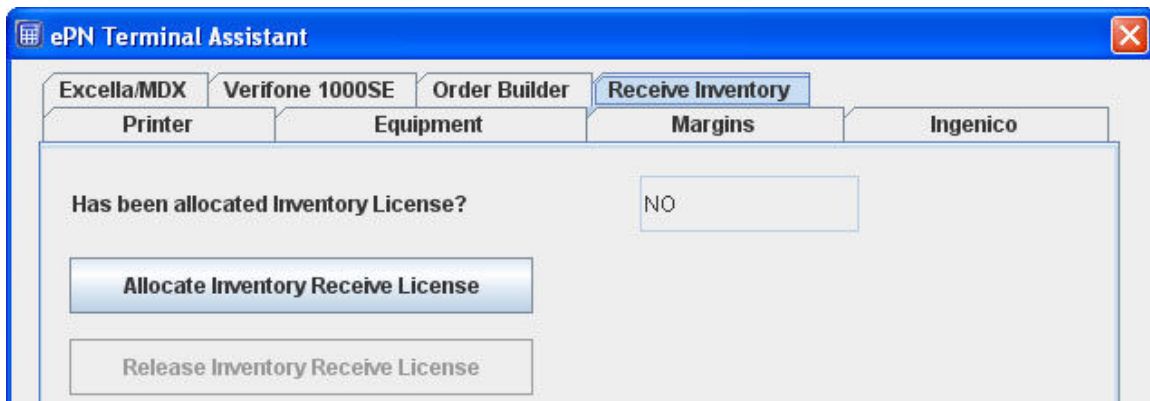 ePN Terminal Assistant
Excella/MDX Verifone 1000SE Order Builder Receive Inventory
Printer Equipment Margins Ingenico
Has been allocated Inventory License? NO
Allocate Inventory Receive License
Release Inventory Receive License